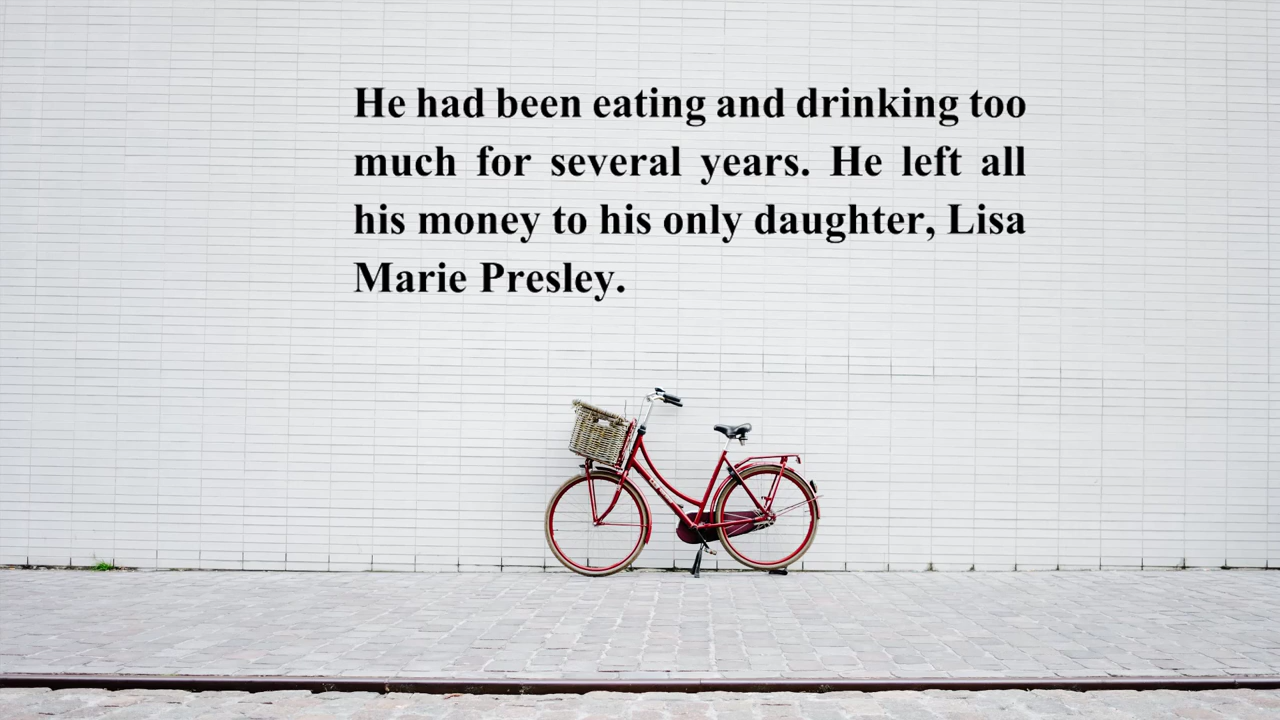 He had been eating and drinking too
much for several years. He left all
his money to his only daughter, Lisa
Marie Presley.